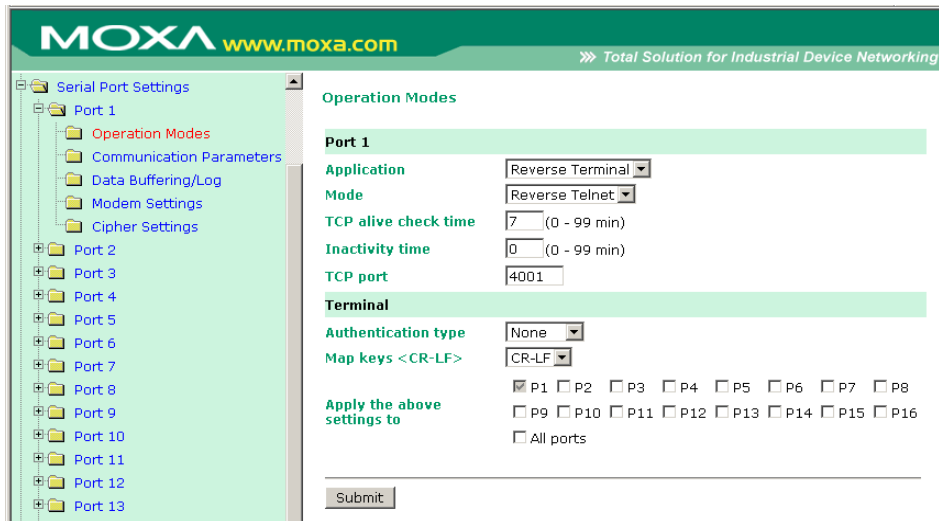 MOXA www.moxa.com
Total Solution for Industrial Device Networking
Serial Port Settings
Port 1
Operation Modes
Communication Parameters
Data Buffering/Log
Modem Settings
Cipher Settings
Port 2
Port 3
Port 4
Port 5
Port 6
Port 7
Port 8
Port 9
Port 10
Port 11
Port 12
Port 13
Operation Modes
Port 1
Application Reverse Terminal
Mode Reverse Telnet
TCP alive check time 7 (0 - 99 min)
Inactivity time 0 (0 - 99 min)
TCP port 4001
Terminal
Authentication type None
Map keys <CR-LF> CR-LF
Apply the above settings to
P1 P2 P3 P4 P5 P6 P7 P8
P9 P10 P11 P12 P13 P14 P15 P16
All ports
Submit